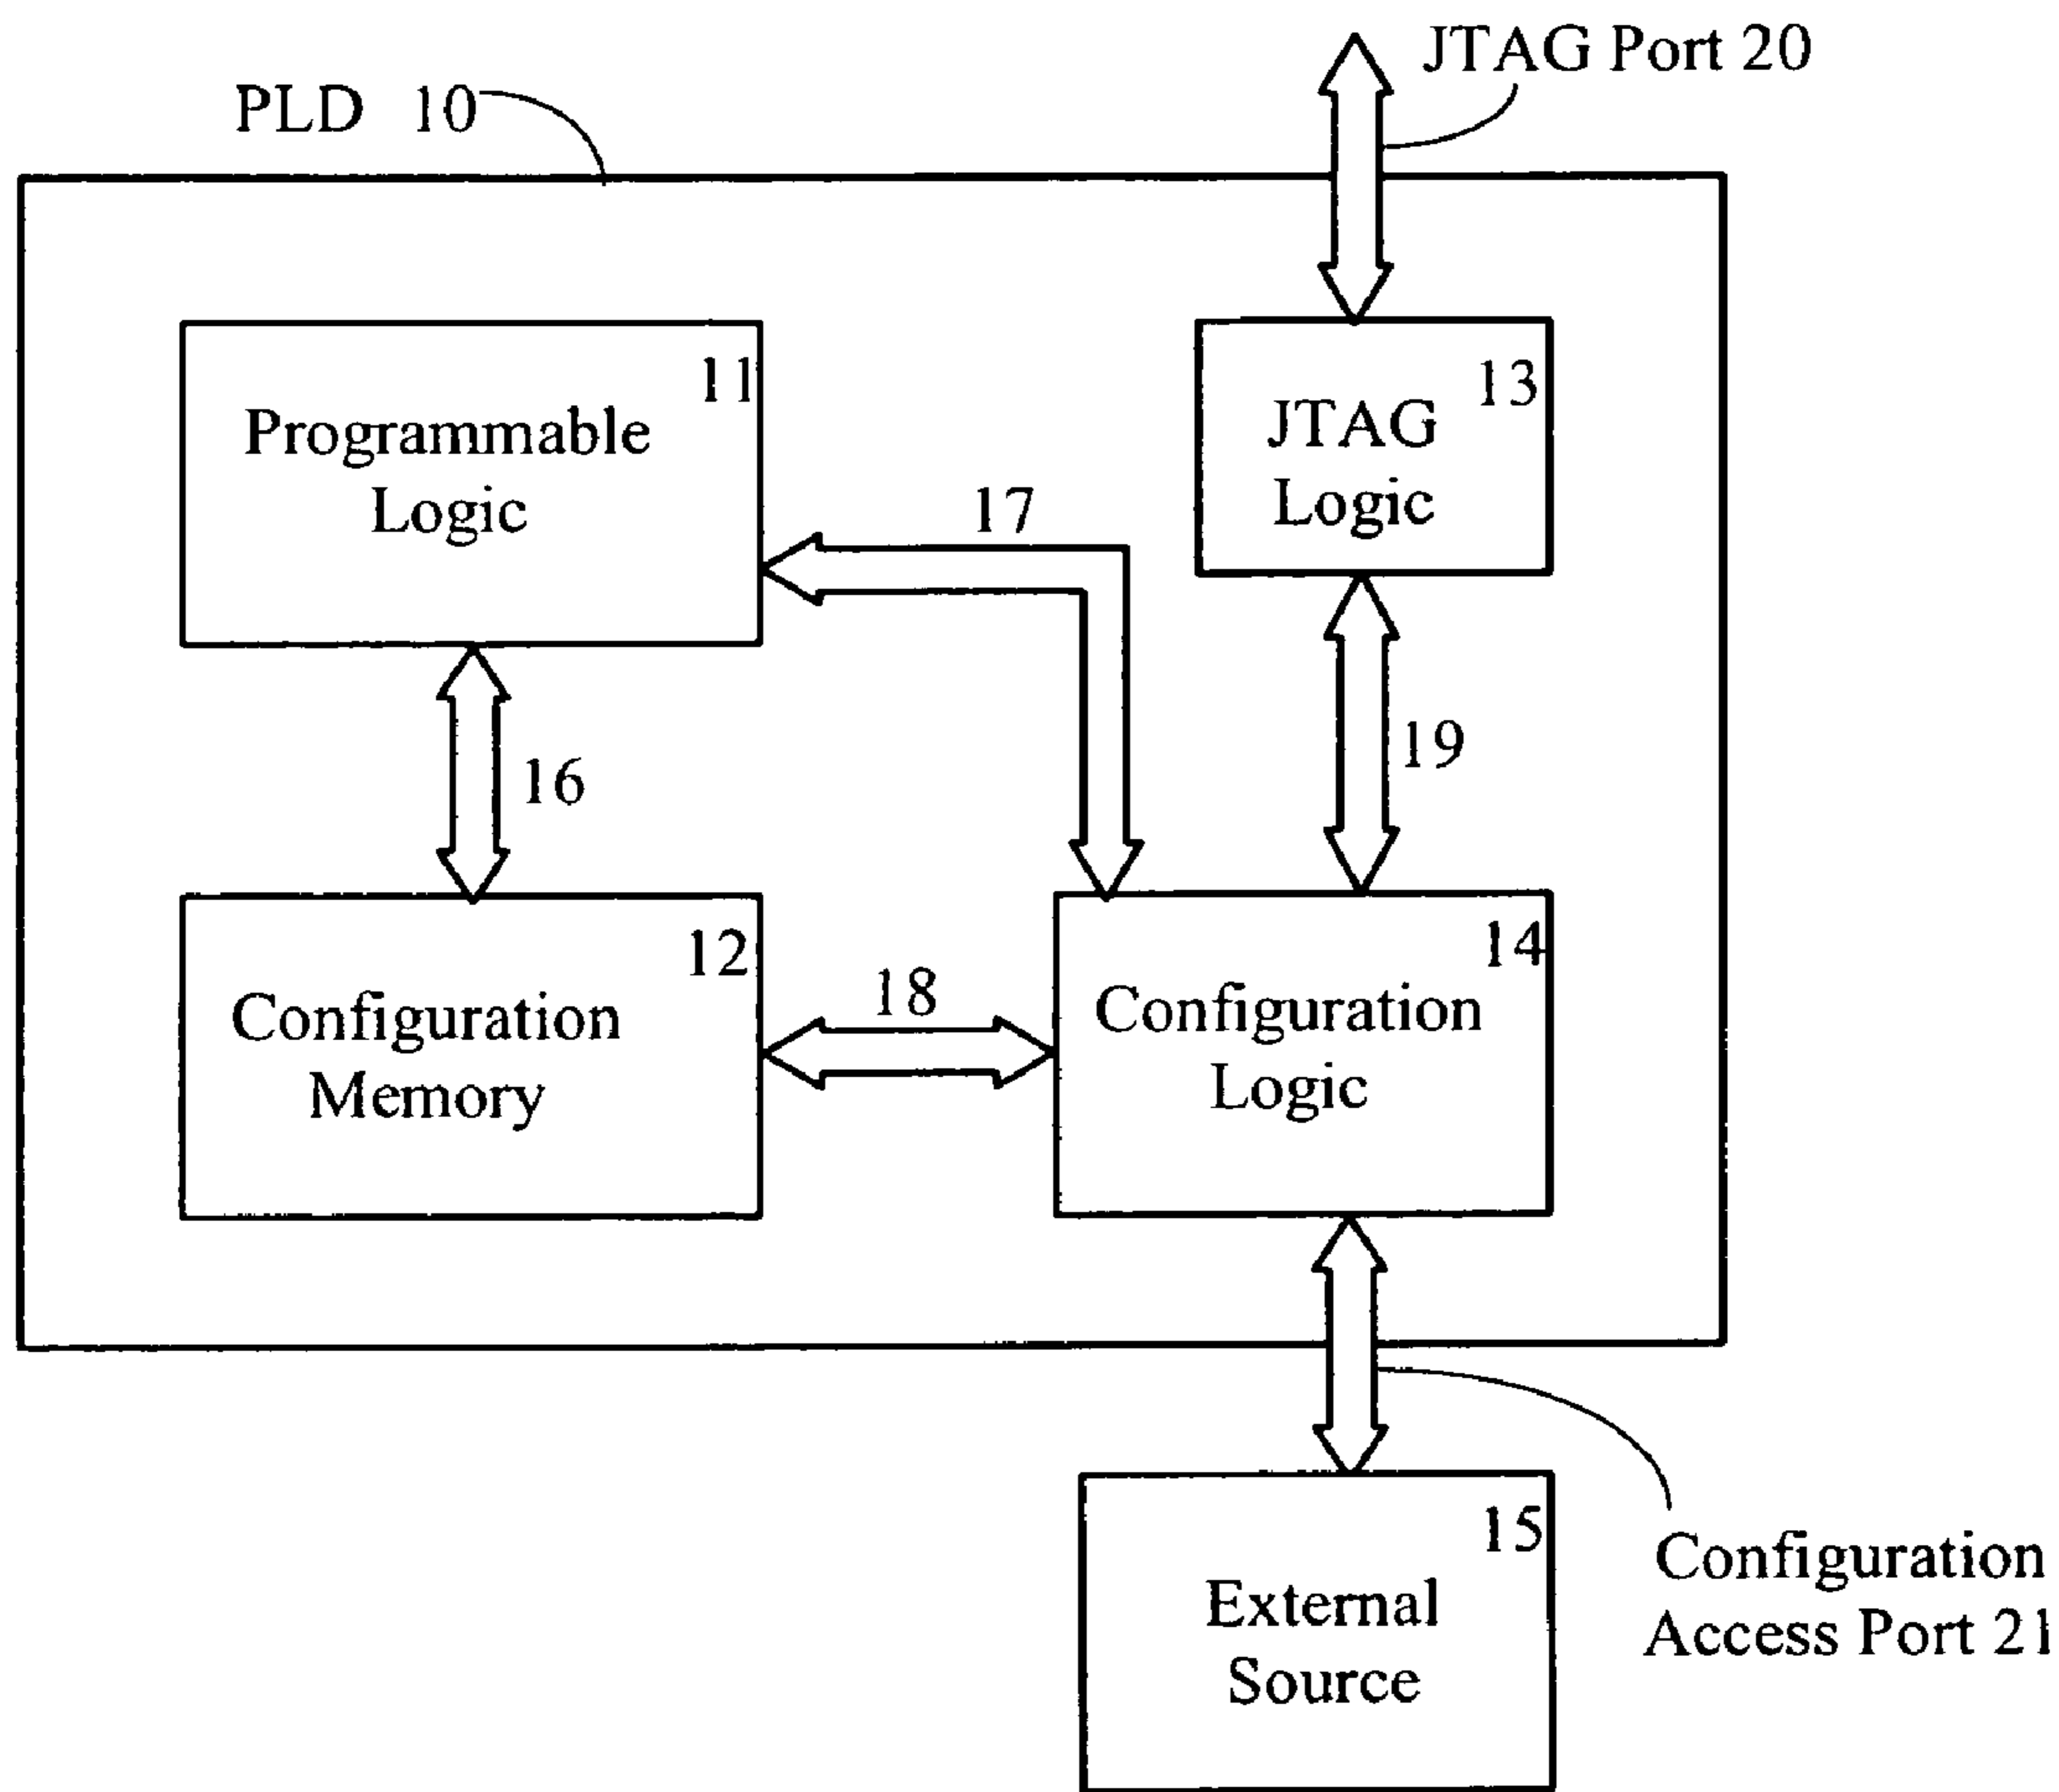 JTAG Port 20
PLD 10
11
Programmable
Logic
13
JTAG
Logic
17
16
19
12
Configuration
Memory
18
14
Configuration
Logic
15
External
Source
Configuration
Access Port 21